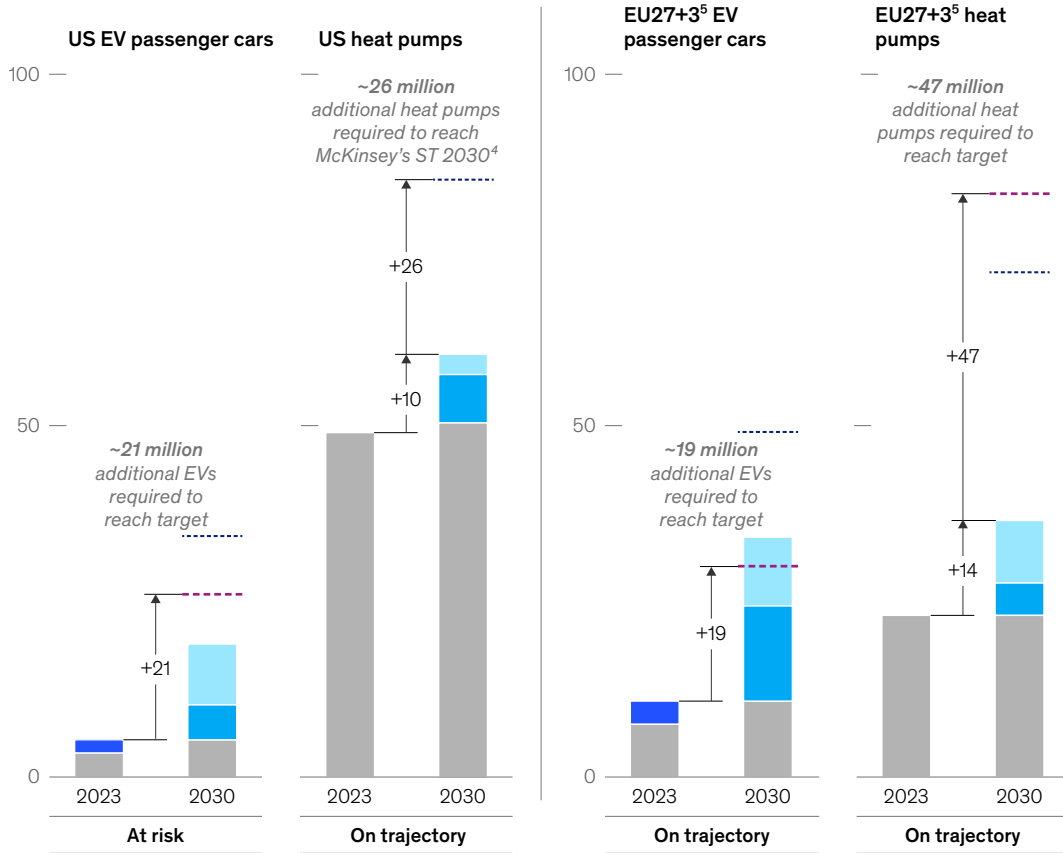 US EV passenger cars
US heat pumps
EU27+3⁵ EV
passenger cars
EU27+3⁵ heat
pumps
100
~26 million
additional heat pumps
required to reach
McKinsey's ST 2030⁴
100
~47 million
additional heat
pumps required to
reach target
+26
+10
+47
+14
50
~21 million
additional EVs
required to
reach target
+21
50
~19 million
additional EVs
required to
reach target
+19
0
0
2023
2030
2023
2030
2023
2030
2023
2030
At risk
On trajectory
On trajectory
On trajectory